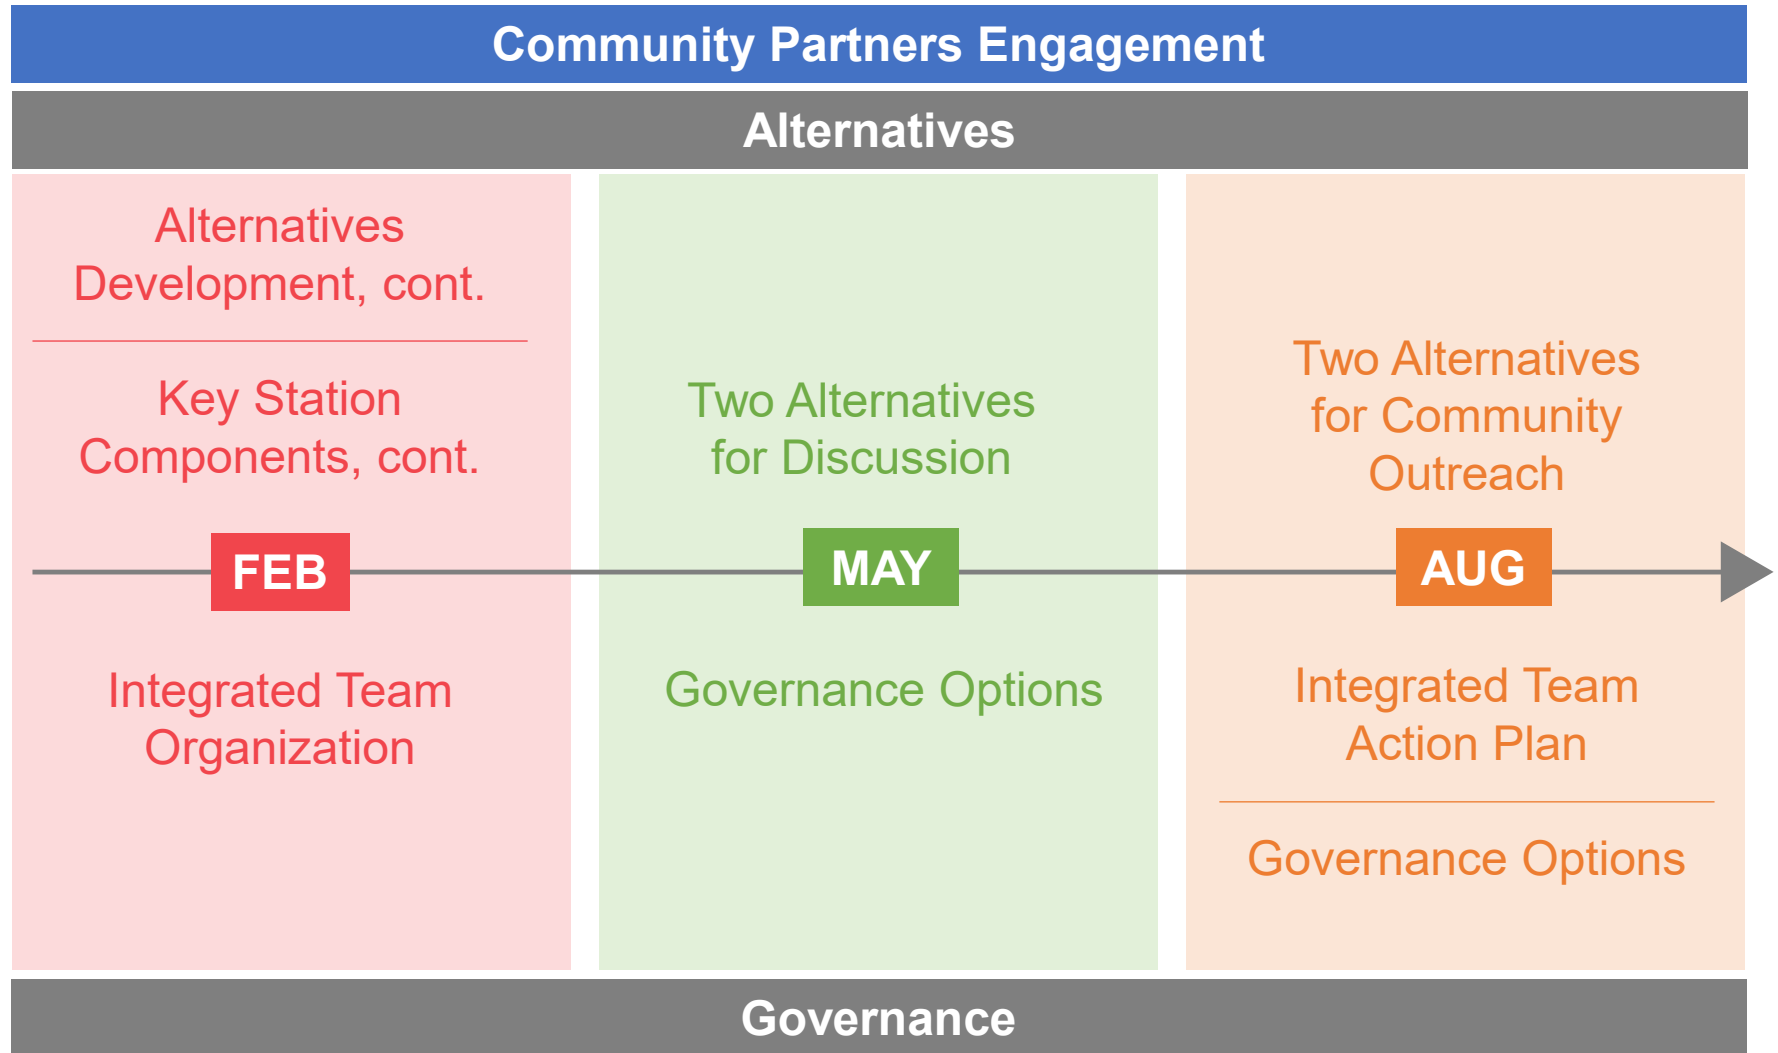 Community Partners Engagement
Alternatives
Alternatives
Development, cont.
Key Station
Components, cont.
Two Alternatives
for Discussion
Two Alternatives
for Community
Outreach
FEB
MAY
AUG
Integrated Team
Organization
Governance Options
Integrated Team
Action Plan
Governance Options
Governance